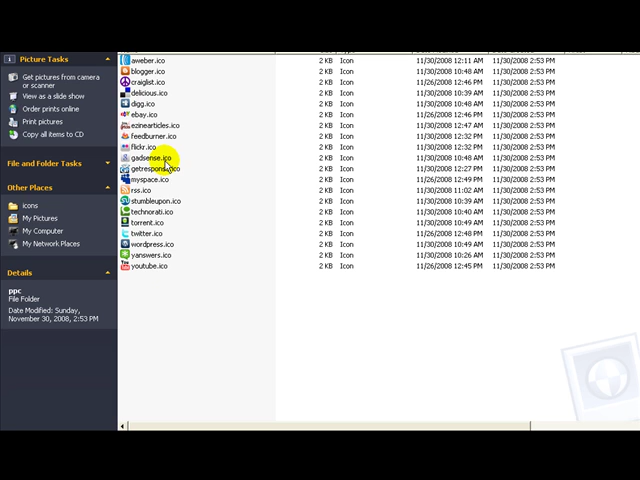 Picture Tasks
Get pictures from camera
or scanner
View as a slide show
Order prints online
Print pictures
Copy all items to CD
File and Folder Tasks
Other Places
icons
My Pictures
My Computer
My Network Places
Details
ppc
File Folder
Date Modified: Sunday,
November 30, 2008, 2:53 PM
aweber.ico 2 KB Icon 11/30/2008 12:11 AM 11/30/2008 2:53 PM
blogger.ico 2 KB Icon 11/30/2008 10:48 AM 11/30/2008 2:53 PM
craiglist.ico 2 KB Icon 11/26/2008 12:46 PM 11/30/2008 2:53 PM
delicious.ico 2 KB Icon 11/30/2008 10:39 AM 11/30/2008 2:53 PM
digg.ico 2 KB Icon 11/30/2008 10:48 AM 11/30/2008 2:53 PM
ebay.ico 2 KB Icon 11/26/2008 12:46 PM 11/30/2008 2:53 PM
ezinearticles.ico 2 KB Icon 11/26/2008 12:47 PM 11/30/2008 2:53 PM
feedburner.ico 2 KB Icon 11/30/2008 12:32 PM 11/30/2008 2:53 PM
flickr.ico 2 KB Icon 11/30/2008 12:32 PM 11/30/2008 2:53 PM
gadsense.ico 2 KB Icon 11/30/2008 10:48 AM 11/30/2008 2:53 PM
getresponse.ico 2 KB Icon 11/30/2008 12:27 AM 11/30/2008 2:53 PM
myspace.ico 2 KB Icon 11/26/2008 12:49 PM 11/30/2008 2:53 PM
rss.ico 2 KB Icon 11/30/2008 11:02 AM 11/30/2008 2:53 PM
stumbleupon.ico 2 KB Icon 11/30/2008 10:39 AM 11/30/2008 2:53 PM
technorati.ico 2 KB Icon 11/30/2008 10:40 AM 11/30/2008 2:53 PM
torrent.ico 2 KB Icon 11/30/2008 10:49 AM 11/30/2008 2:53 PM
twitter.ico 2 KB Icon 11/26/2008 12:32 PM 11/30/2008 2:53 PM
wordpress.ico 2 KB Icon 11/30/2008 10:49 AM 11/30/2008 2:53 PM
yanswers.ico 2 KB Icon 11/30/2008 10:26 AM 11/30/2008 2:53 PM
youtube.ico 2 KB Icon 11/26/2008 12:45 PM 11/30/2008 2:53 PM